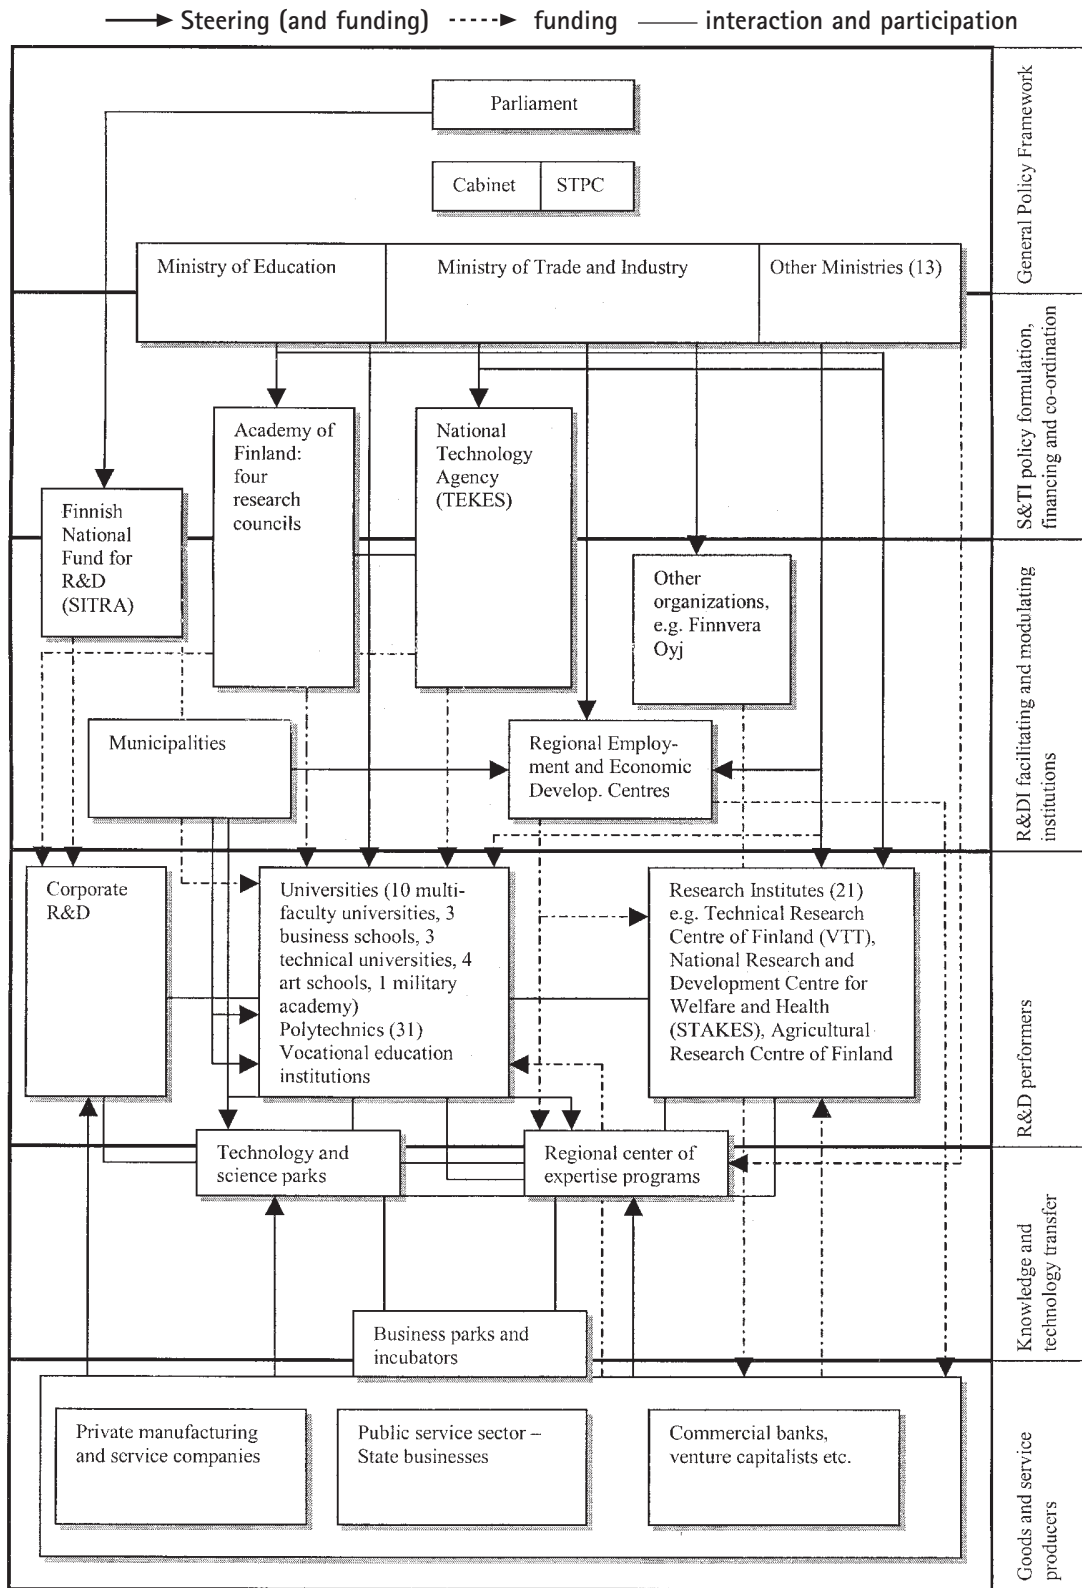 Steering (and funding) funding interaction and participation
Parliament
Cabinet STPC
General Policy Framework
Ministry of Education Ministry of Trade and Industry Other Ministries (13)
S&TI policy formulation,
financing and co-ordination
Academy of
Finland:
four
research
councils
National
Technology
Agency
(TEKES)
Finnish
National
Fund for
R&D
(SITRA)
Other
organizations,
e.g. Finnvera
Oyj
R&DI facilitating and modulating
institutions
Municipalities
Regional Employ-
ment and Economic
Develop. Centres
Corporate
R&D
Universities (10 multi-
faculty universities, 3
business schools, 3
technical universities, 4
art schools, 1 military
academy)
Polytechnics (31)
Vocational education
institutions
Research Institutes (21)
e.g. Technical Research
Centre of Finland (VTT),
National Research and
Development Centre for
Welfare and Health
(STAKES), Agricultural
Research Centre of Finland
R&D performers
Technology and
science parks
Regional center of
expertise programs
Knowledge and
technology transfer
Business parks and
incubators
Private manufacturing
and service companies
Public service sector –
State businesses
Commercial banks,
venture capitalists etc.
Goods and service
producers